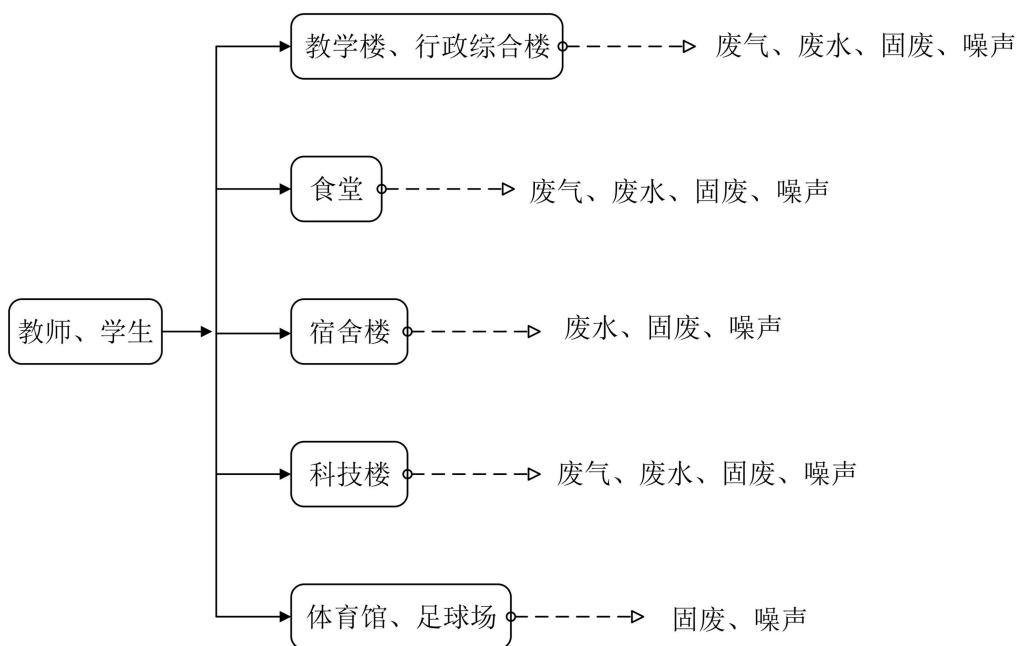 教学楼、行政综合楼
废气、废水、固废、噪声
食堂
废气、废水、固废、噪声
教师、学生
宿舍楼
废水、固废、噪声
科技楼
废气、废水、固废、噪声
体育馆、足球场
固废、噪声